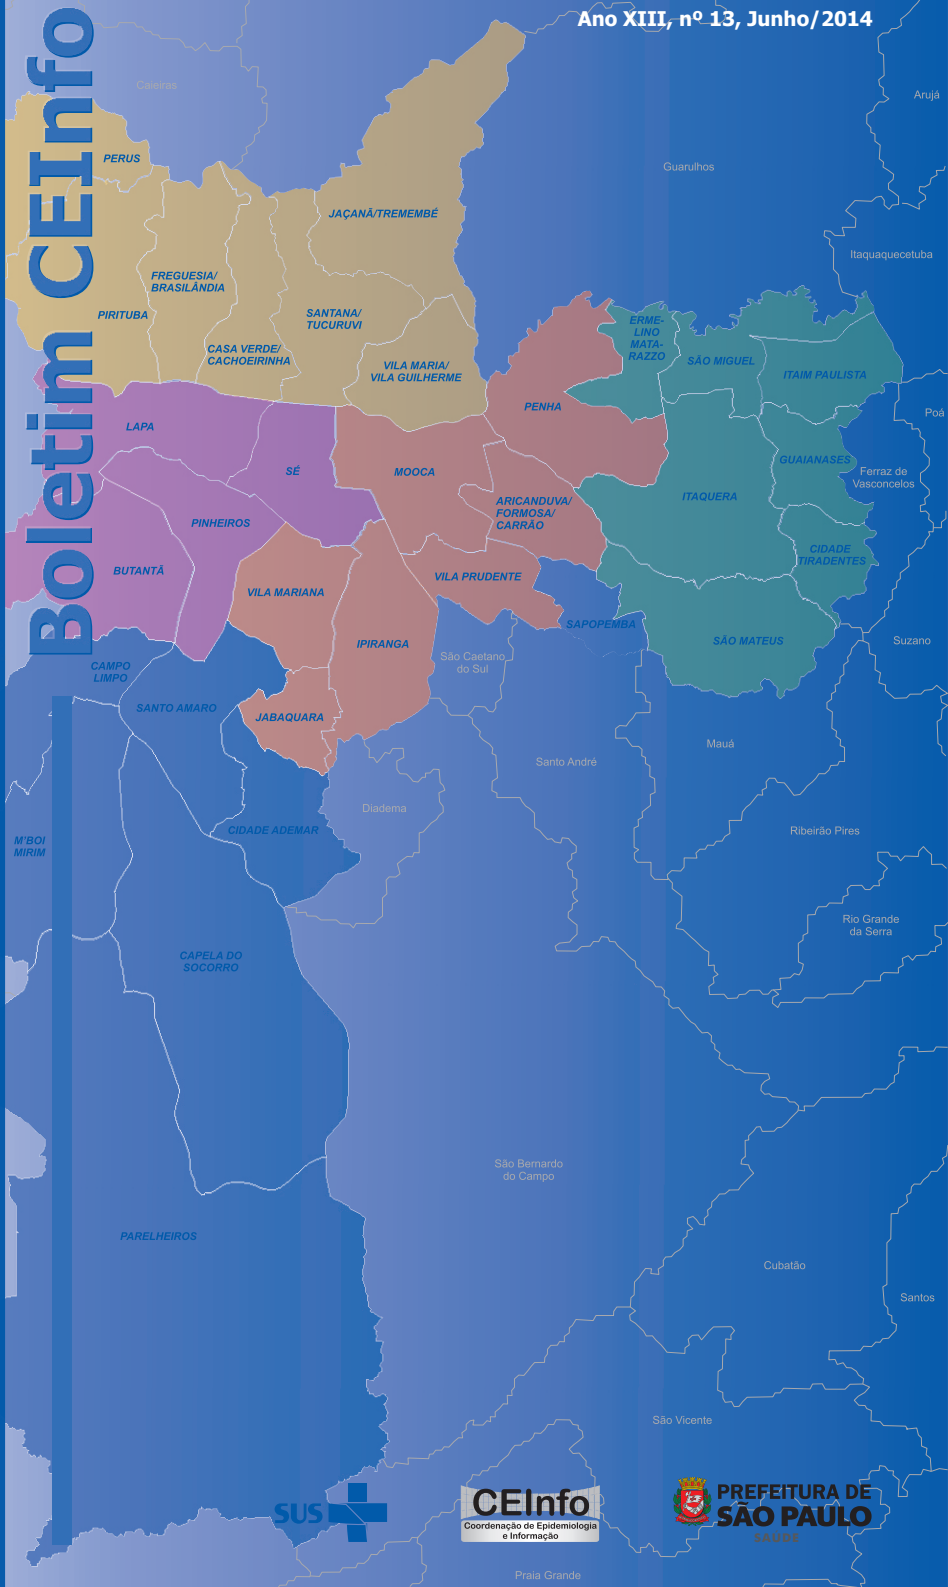 Ano XIII, nº 13, Junho/2014
Boletim CEInfo
Caieiras
Arujá
PERUS
Guarulhos
JAÇANÃ/TREMEMBÉ
Itaquaquecetuba
FREGUESIA/
BRASILÂNDIA
PIRITUBA
SANTANA/
TUCURUVI
ERME-
LINO
MATA-
RAZZO
CASA VERDE/
CACHOEIRINHA
SÃO MIGUEL
VILA MARIA/
VILA GUILHERME
ITAIM PAULISTA
PENHA
Poá
LAPA
GUAIANASES
SÉ
MOOCA
Ferraz de
Vasconcelos
ITAQUERA
ARICANDUVA/
FORMOSA/
CARRÃO
PINHEIROS
CIDADE
TIRADENTES
BUTANTÃ
VILA PRUDENTE
VILA MARIANA
SAPOPEMBA
IPIRANGA
SÃO MATEUS
Suzano
São Caetano
do Sul
CAMPO
LIMPO
SANTO AMARO
JABAQUARA
Mauá
Santo André
Diadema
CIDADE ADEMAR
Ribeirão Pires
M'BOI
MIRIM
Rio Grande
da Serra
CAPELA DO
SOCORRO
São Bernardo
do Campo
PARELHEIROS
Cubatão
Santos
São Vicente
SUS
CEInfo
Coordenação de Epidemiologia
e Informação
PREFEITURA DE
SÃO PAULO
SAÚDE
Praia Grande